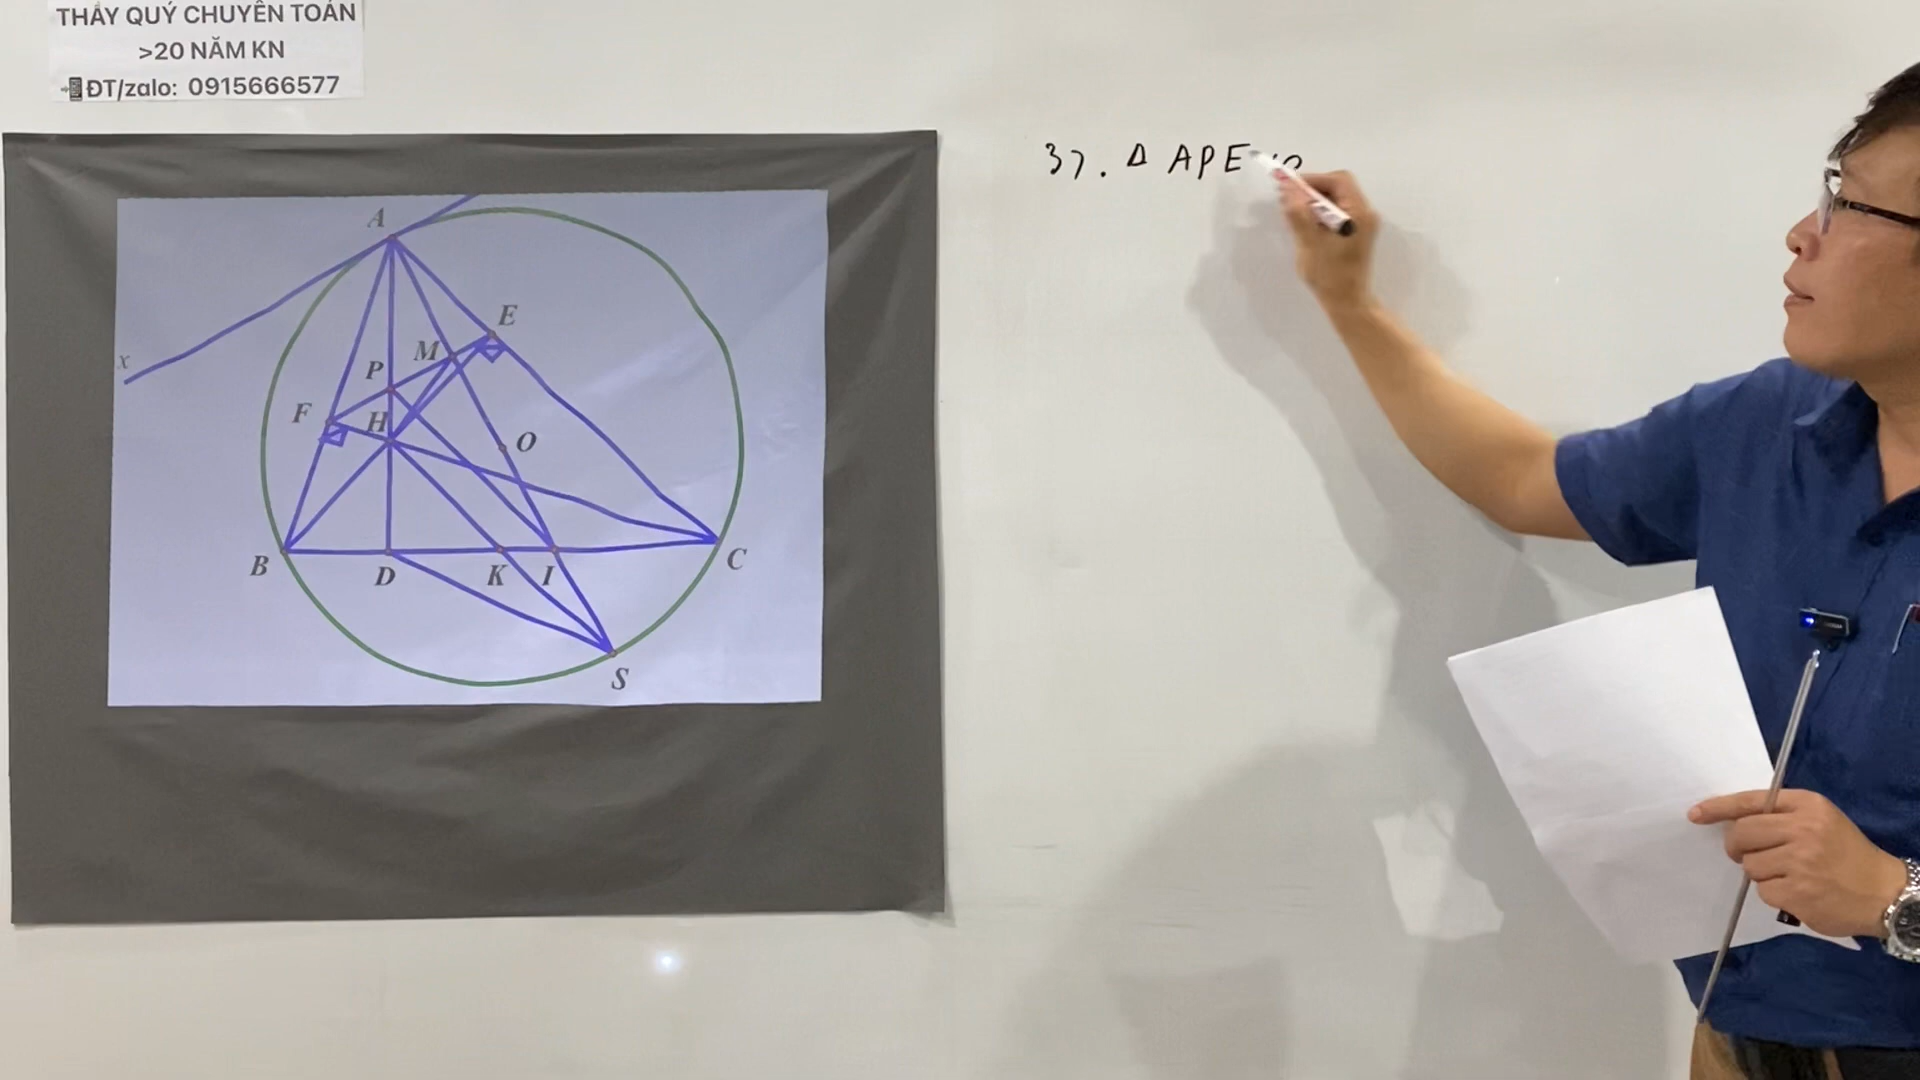 THẦY QUÝ CHUYÊN TOÁN
>20 NĂM KN
ĐT/zalo: 0915666577
A
E
x
M
P
F
H
O
B
D
K
I
C
S
37. Δ APE